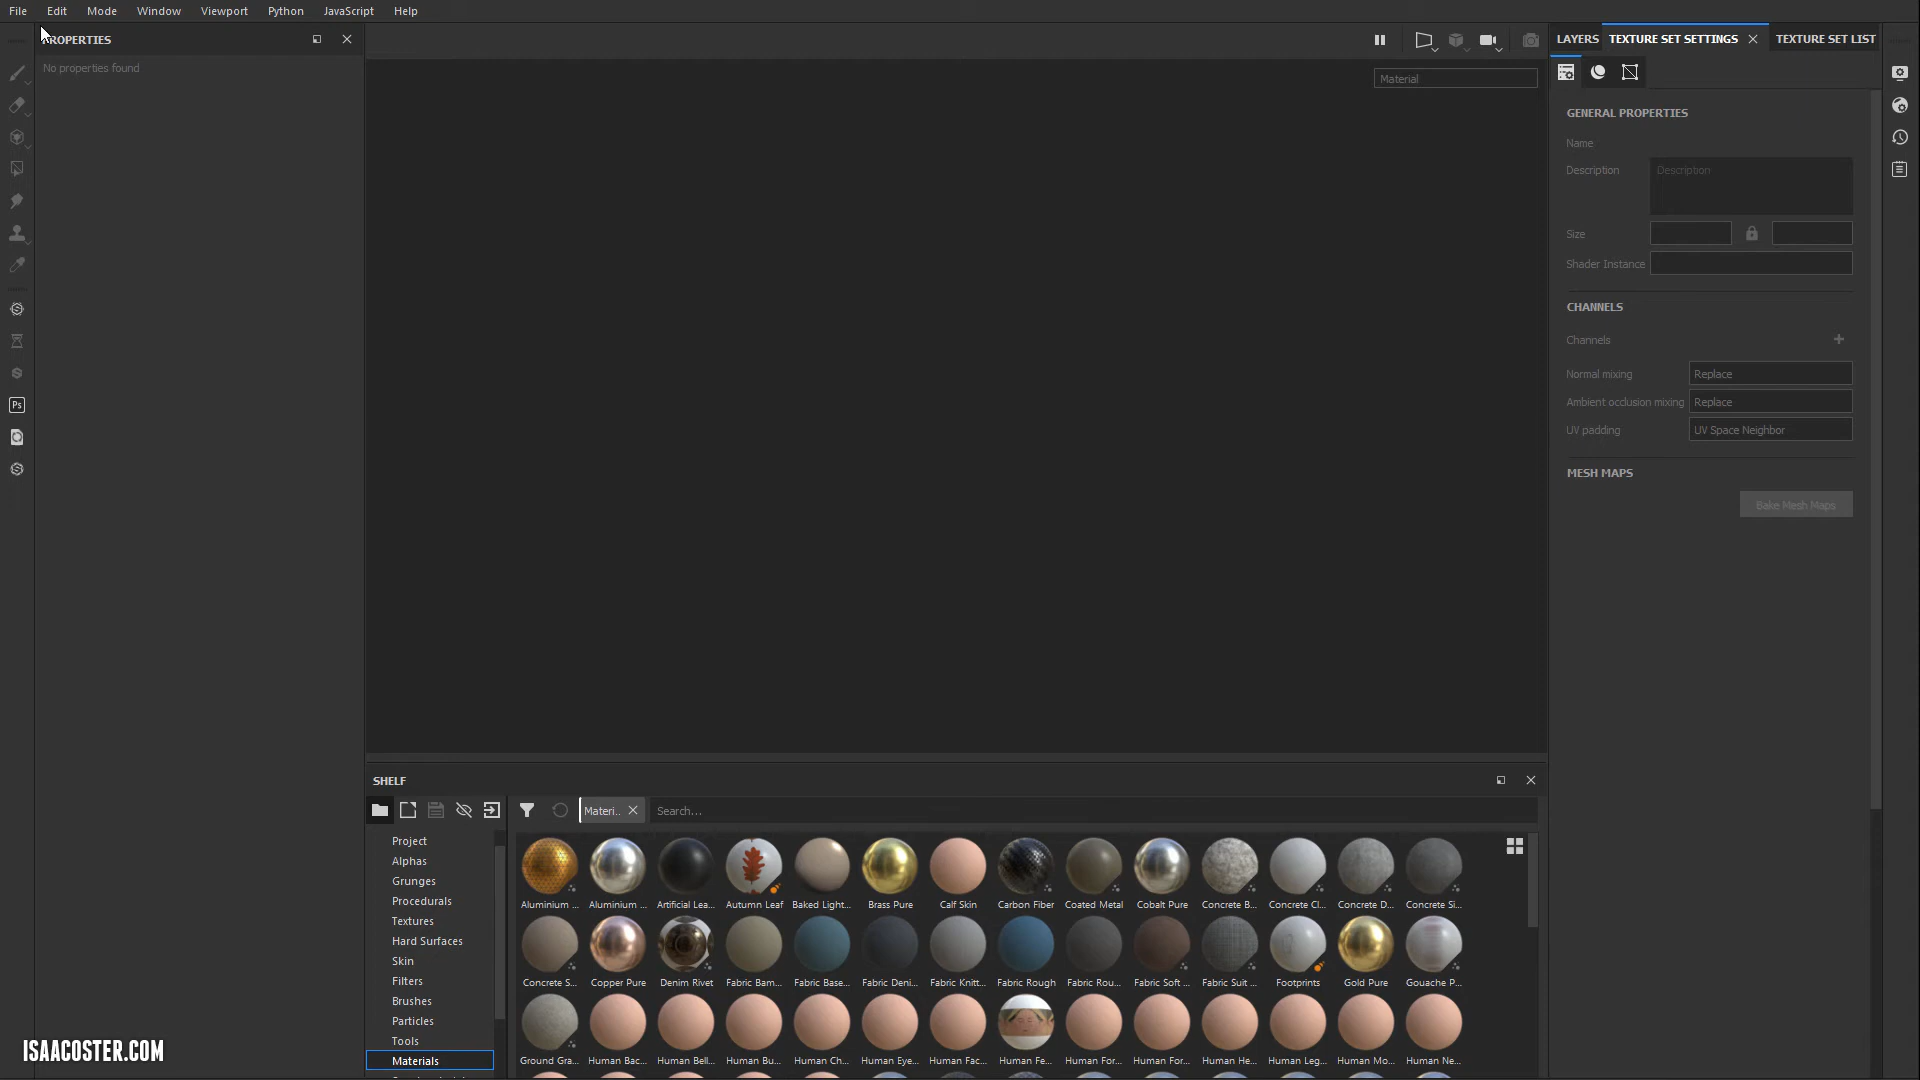 File Edit Mode Window Viewport Python JavaScript Help
PROPERTIES
No properties found
Material
LAYERS TEXTURE SET SETTINGS TEXTURE SET LIST
GENERAL PROPERTIES
Name
Description Description
Size
Shader Instance
CHANNELS
Channels
Normal mixing Replace
Ambient occlusion mixing Replace
UV padding UV Space Neighbor
MESH MAPS
Bake Mesh Maps
Ps
SHELF
Materi.. Search...
Project
Alphas
Grunges
Procedurals
Textures
Hard Surfaces
Skin
Filters
Brushes
Particles
Tools
Materials
Aluminium ... Aluminium ... Artificial Lea... Autumn Leaf Baked Light... Brass Pure Calf Skin Carbon Fiber Coated Metal Cobalt Pure Concrete B... Concrete Cl... Concrete D... Concrete Si...
Concrete S... Copper Pure Denim Rivet Fabric Bam... Fabric Base... Fabric Deni... Fabric Knitt... Fabric Rough Fabric Rou... Fabric Soft ... Fabric Suit ... Footprints Gold Pure Gouache P...
Ground Gra... Human Bac... Human Bell... Human Bu... Human Ch... Human Eye... Human Fac... Human Fe... Human For... Human For... Human He... Human Leg... Human Mo... Human Ne...
ISAACOSTER.COM